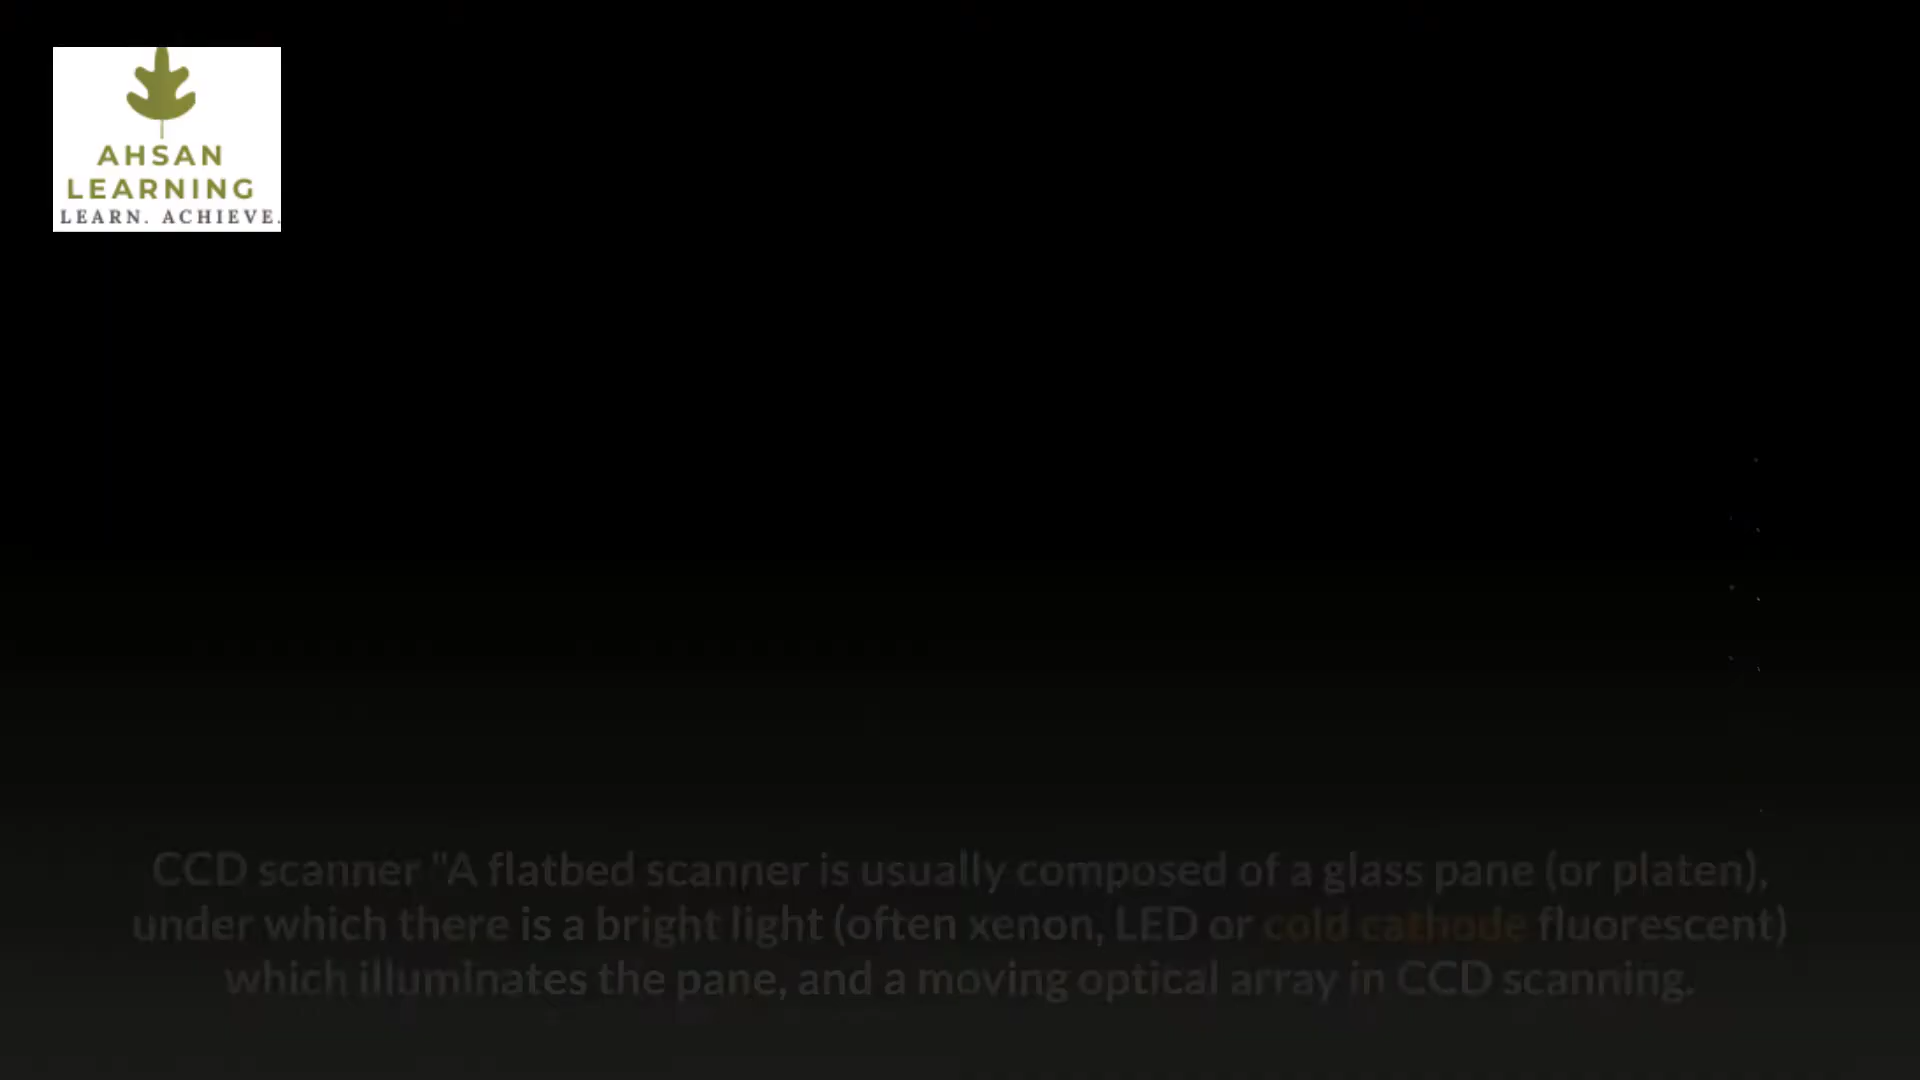 AHSAN
LEARNING
LEARN. ACHIEVE.
CCD scanner "A flatbed scanner is usually composed of a glass pane (or platen),
under which there is a bright light (often xenon, LED or cold cathode fluorescent)
which illuminates the pane, and a moving optical array in CCD scanning.